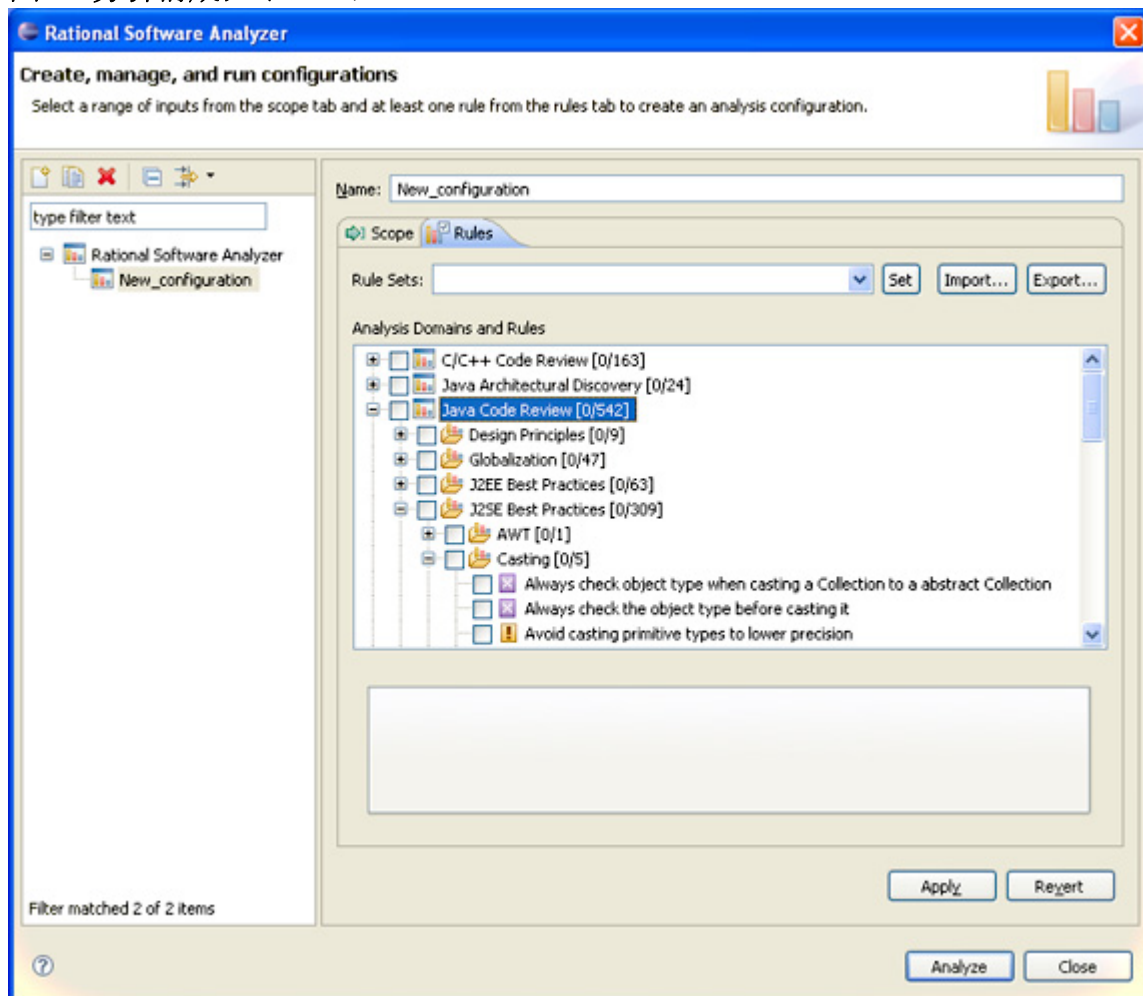 Rational Software Analyzer
Create, manage, and run configurations
Select a range of inputs from the scope tab and at least one rule from the rules tab to create an analysis configuration.
type filter text
Rational Software Analyzer
New_configuration
Filter matched 2 of 2 items
Name: New_configuration
Scope Rules
Rule Sets: Set Import... Export...
Analysis Domains and Rules
C/C++ Code Review [0/163]
Java Architectural Discovery [0/24]
Java Code Review [0/542]
Design Principles [0/9]
Globalization [0/47]
J2EE Best Practices [0/63]
J2SE Best Practices [0/309]
AWT [0/1]
Casting [0/5]
Always check object type when casting a Collection to a abstract Collection
Always check the object type before casting it
Avoid casting primitive types to lower precision
Apply Revert
Analyze Close